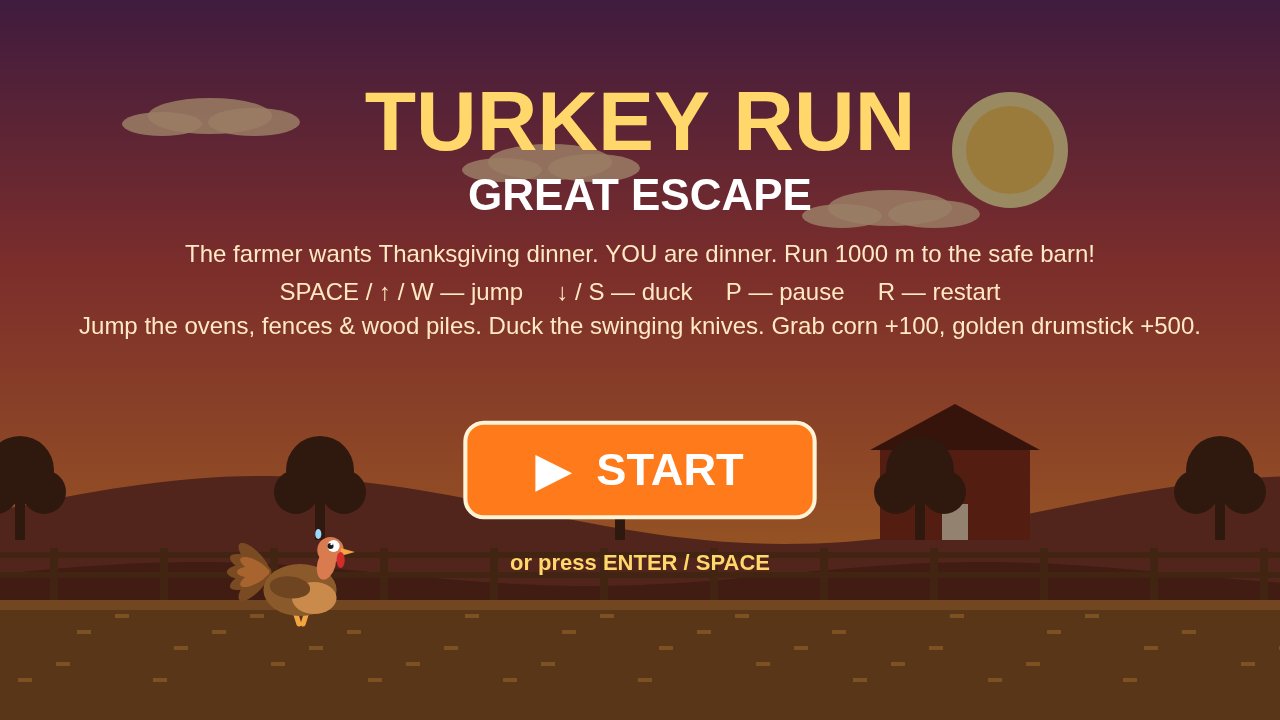 TURKEY RUN
GREAT ESCAPE
The farmer wants Thanksgiving dinner. YOU are dinner. Run 1000 m to the safe barn!
SPACE / ↑ / W — jump ↓ / S — duck P — pause R — restart
Jump the ovens, fences & wood piles. Duck the swinging knives. Grab corn +100, golden drumstick +500.
▶ START
or press ENTER / SPACE